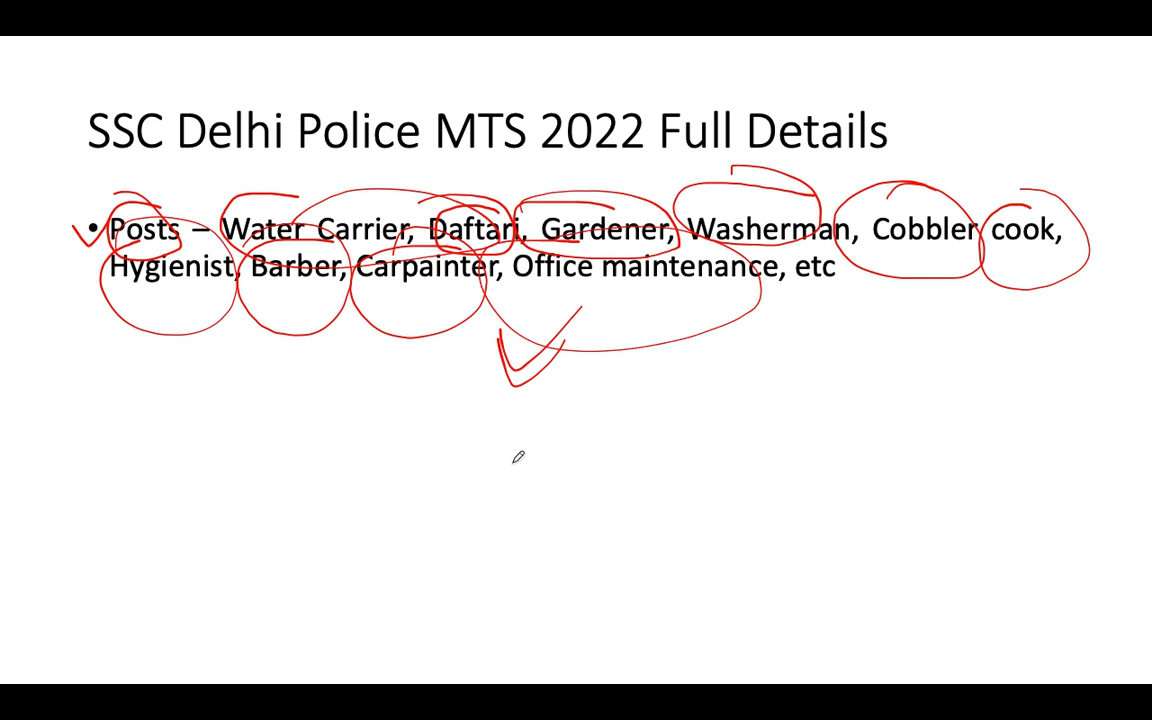 SSC Delhi Police MTS 2022 Full Details
• Posts – Water Carrier, Daftari, Gardener, Washerman, Cobbler cook,
Hygienist, Barber, Carpainter, Office maintenance, etc